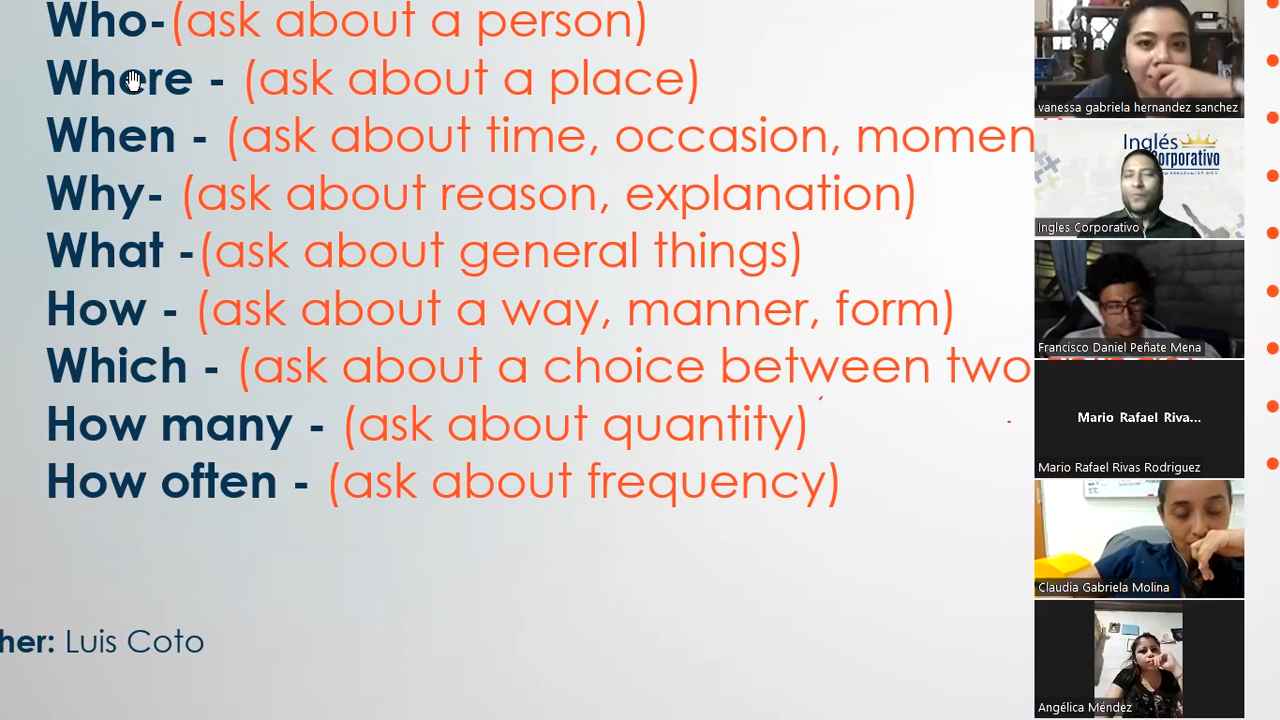 Who-(ask about a person)
Where - (ask about a place)
When - (ask about time, occasion, momen
Why- (ask about reason, explanation)
What -(ask about general things)
How - (ask about a way, manner, form)
Which - (ask about a choice between two
How many - (ask about quantity)
How often - (ask about frequency)
her: Luis Coto
vanessa gabriela hernandez sanchez
Inglés
Corporativo
Ingles Corporativo
Francisco Daniel Peñate Mena
Mario Rafael Riva...
Mario Rafael Rivas Rodriguez
Claudia Gabriela Molina
Angélica Méndez